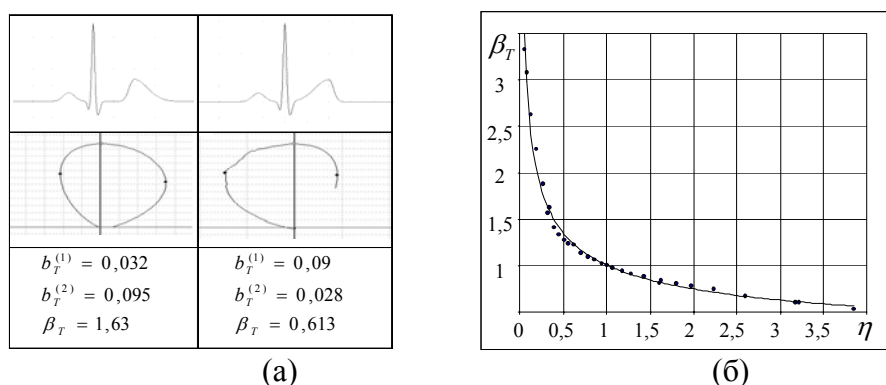 b_T^(1) = 0,032
b_T^(2) = 0,095
β_T = 1,63
b_T^(1) = 0,09
b_T^(2) = 0,028
β_T = 0,613
(а)
β_T
3
2,5
2
1,5
1
0 0,5 1 1,5 2 2,5 3 3,5 η
(б)